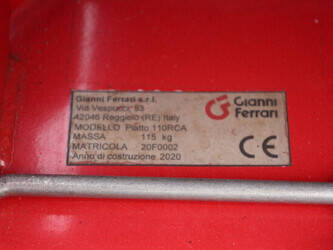 Gianni Ferrari s.r.l.
Via Vespucci, 53
42046 Reggiolo (RE) Italy
MODELLO Piatto 110RCA
MASSA 115 kg
MATRICOLA 20F0002
Anno di costruzione 2020
Gianni
Ferrari
CE